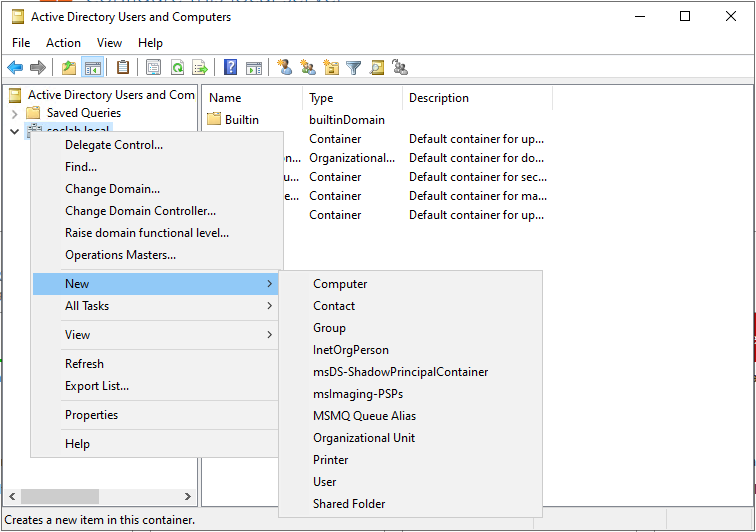 Active Directory Users and Computers
File Action View Help
Active Directory Users and Com
Saved Queries
soclab.local
Name Type Description
Builtin builtinDomain
Container Default container for up...
Organizational... Default container for do...
Container Default container for sec...
Container Default container for ma...
Container Default container for up...
Delegate Control...
Find...
Change Domain...
Change Domain Controller...
Raise domain functional level...
Operations Masters...
New
All Tasks
View
Refresh
Export List...
Properties
Help
Computer
Contact
Group
InetOrgPerson
msDS-ShadowPrincipalContainer
msImaging-PSPs
MSMQ Queue Alias
Organizational Unit
Printer
User
Shared Folder
Creates a new item in this container.